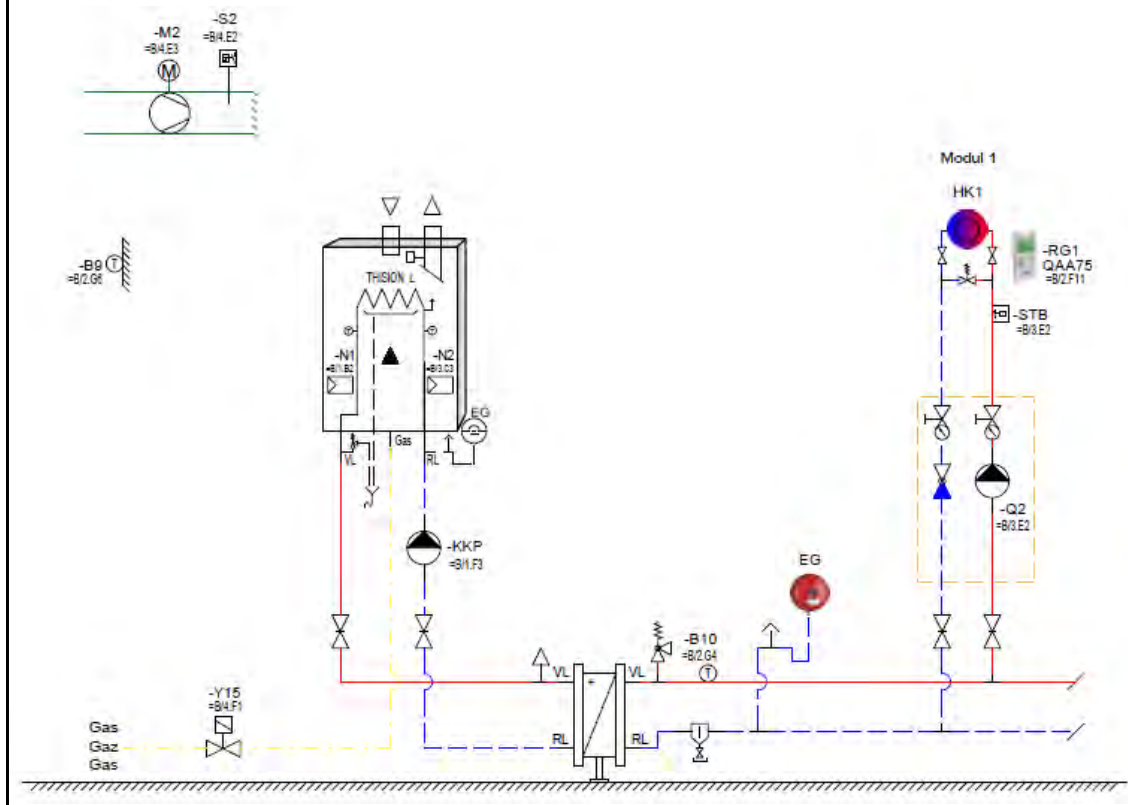 -M2
=B/4.E3
-S2
=B/4.E2
M
-B9
=B/2.G6
T
Modul 1
HK1
-RG1
QAA75
=B/2.F11
-STB
=B/3.E2
THISION L
-N1
=B/1.B2
-N2
=B/3.C3
EG
Gas
VL
RL
-KKP
=B/1.F3
-Q2
=B/3.E2
EG
-B10
=B/2.G4
T
VL
VL
+
RL
RL
-Y15
=B/4.F1
Gas
Gaz
Gas